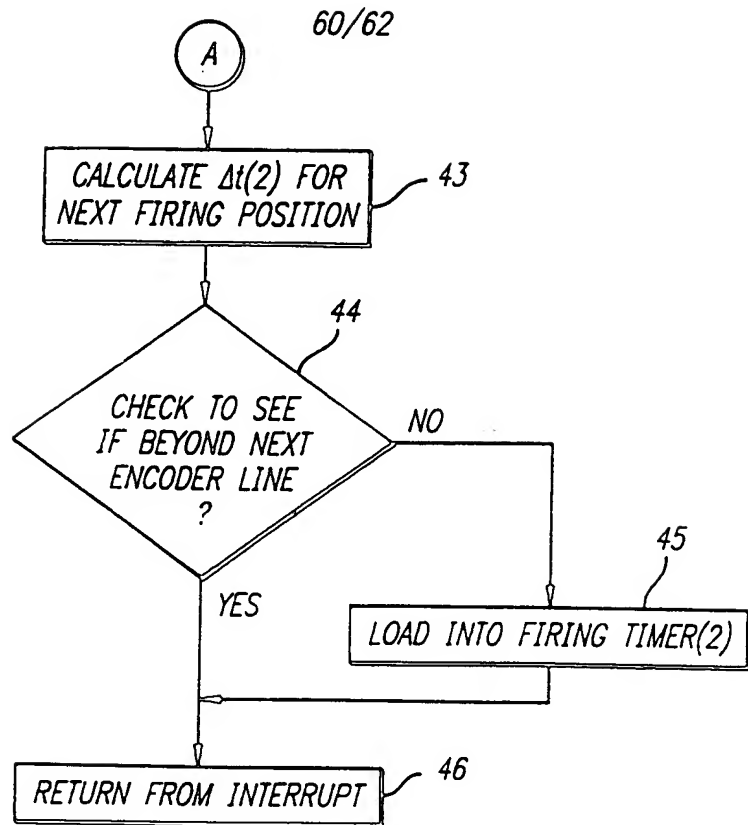 60/62
A
CALCULATE Δt(2) FOR
NEXT FIRING POSITION
43
44
CHECK TO SEE
IF BEYOND NEXT
ENCODER LINE
?
NO
YES
45
LOAD INTO FIRING TIMER(2)
RETURN FROM INTERRUPT
46